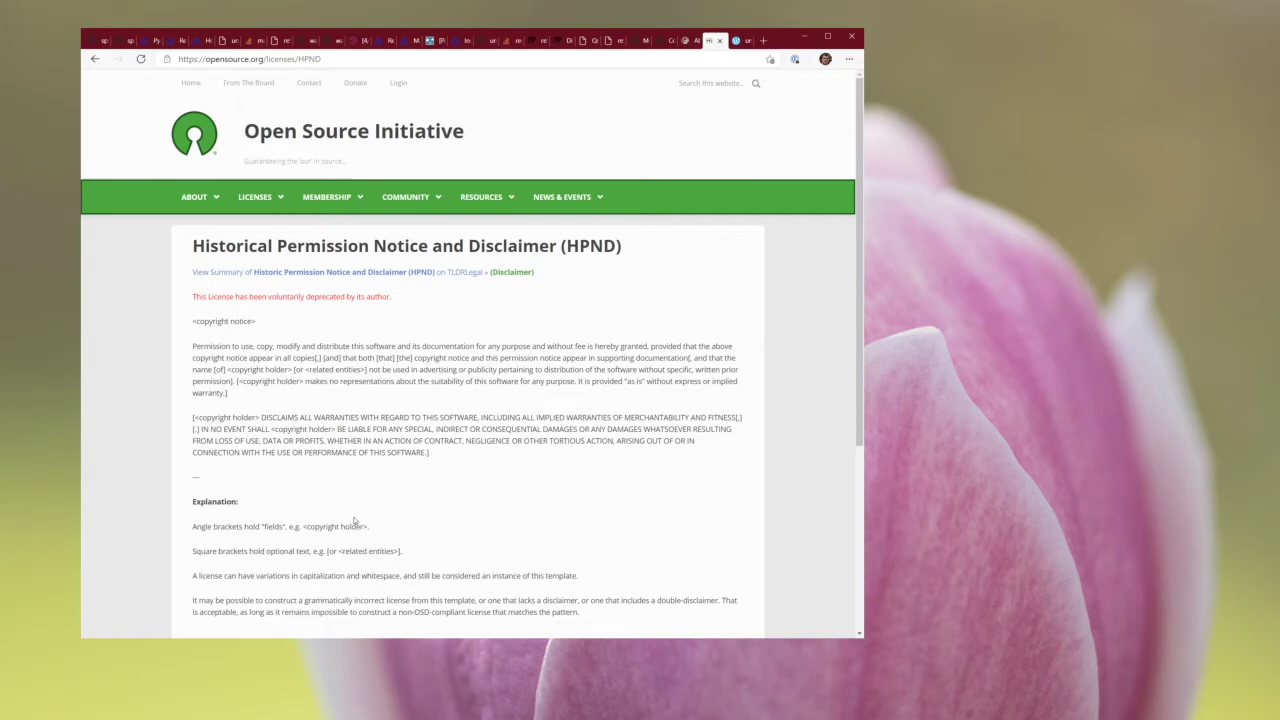 https://opensource.org/licenses/HPND
Home From The Board Contact Donate Login Search this website..
Open Source Initiative
Guaranteeing the 'our' in source...
ABOUT LICENSES MEMBERSHIP COMMUNITY RESOURCES NEWS & EVENTS
Historical Permission Notice and Disclaimer (HPND)
View Summary of Historic Permission Notice and Disclaimer (HPND) on TLDRLegal » (Disclaimer)
This License has been voluntarily deprecated by its author.
<copyright notice>
Permission to use, copy, modify and distribute this software and its documentation for any purpose and without fee is hereby granted, provided that the above
copyright notice appear in all copies[,] [and] that both [that] [the] copyright notice and this permission notice appear in supporting documentation[, and that the
name [of] <copyright holder> [or <related entities>] not be used in advertising or publicity pertaining to distribution of the software without specific, written prior
permission]. [<copyright holder> makes no representations about the suitability of this software for any purpose. It is provided "as is" without express or implied
warranty.]
[<copyright holder> DISCLAIMS ALL WARRANTIES WITH REGARD TO THIS SOFTWARE, INCLUDING ALL IMPLIED WARRANTIES OF MERCHANTABILITY AND FITNESS[,]
[.] IN NO EVENT SHALL <copyright holder> BE LIABLE FOR ANY SPECIAL, INDIRECT OR CONSEQUENTIAL DAMAGES OR ANY DAMAGES WHATSOEVER RESULTING
FROM LOSS OF USE, DATA OR PROFITS, WHETHER IN AN ACTION OF CONTRACT, NEGLIGENCE OR OTHER TORTIOUS ACTION, ARISING OUT OF OR IN
CONNECTION WITH THE USE OR PERFORMANCE OF THIS SOFTWARE.]
---
Explanation:
Angle brackets hold "fields", e.g. <copyright holder>.
Square brackets hold optional text, e.g. [or <related entities>].
A license can have variations in capitalization and whitespace, and still be considered an instance of this template.
It may be possible to construct a grammatically incorrect license from this template, or one that lacks a disclaimer, or one that includes a double-disclaimer. That
is acceptable, as long as it remains impossible to construct a non-OSD-compliant license that matches the pattern.